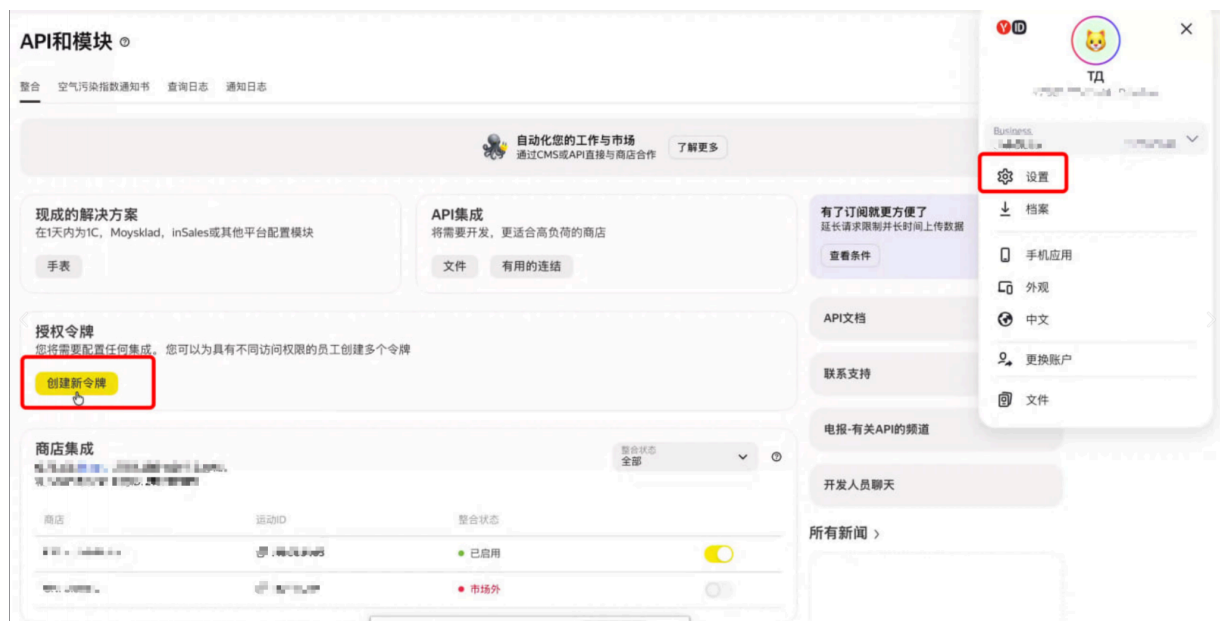 API和模块
整合 空气污染指数通知书 查询日志 通知日志
自动化您的工作与市场
通过CMS或API直接与商店合作
了解更多
现成的解决方案
在1天内为1C，Moysklad，inSales或其他平台配置模块
手表
API集成
将需要开发，更适合高负荷的商店
文件 有用的连结
有了订阅就更方便了
延长请求限制并长时间上传数据
查看条件
授权令牌
您将需要配置任何集成。您可以为具有不同访问权限的员工创建多个令牌
创建新令牌
API文档
联系支持
电报-有关API的频道
开发人员聊天
所有新闻
商店集成
整合状态
全部
商店 运动ID 整合状态
已启用
市场外
Y ID
ТД
Business
设置
档案
手机应用
外观
中文
更换账户
文件